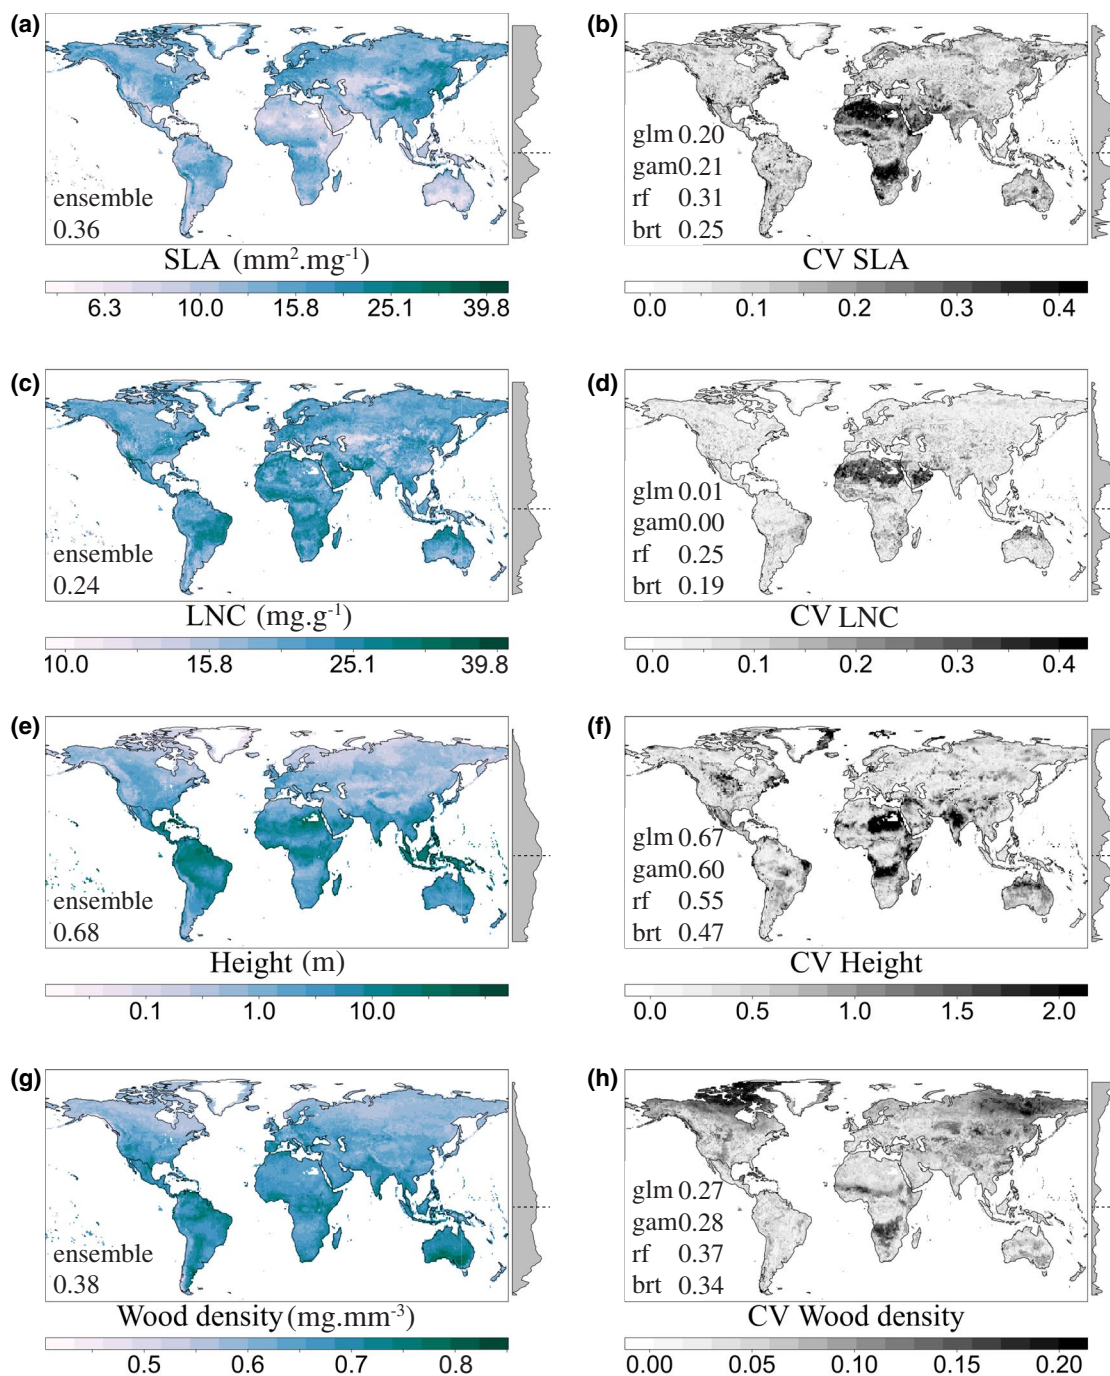 (a)
ensemble
0.36
SLA (mm².mg⁻¹)
6.3 10.0 15.8 25.1 39.8
(b)
glm 0.20
gam 0.21
rf 0.31
brt 0.25
CV SLA
0.0 0.1 0.2 0.3 0.4
(c)
ensemble
0.24
LNC (mg.g⁻¹)
10.0 15.8 25.1 39.8
(d)
glm 0.01
gam 0.00
rf 0.25
brt 0.19
CV LNC
0.0 0.1 0.2 0.3 0.4
(e)
ensemble
0.68
Height (m)
0.1 1.0 10.0
(f)
glm 0.67
gam 0.60
rf 0.55
brt 0.47
CV Height
0.0 0.5 1.0 1.5 2.0
(g)
ensemble
0.38
Wood density (mg.mm⁻³)
0.5 0.6 0.7 0.8
(h)
glm 0.27
gam 0.28
rf 0.37
brt 0.34
CV Wood density
0.00 0.05 0.10 0.15 0.20